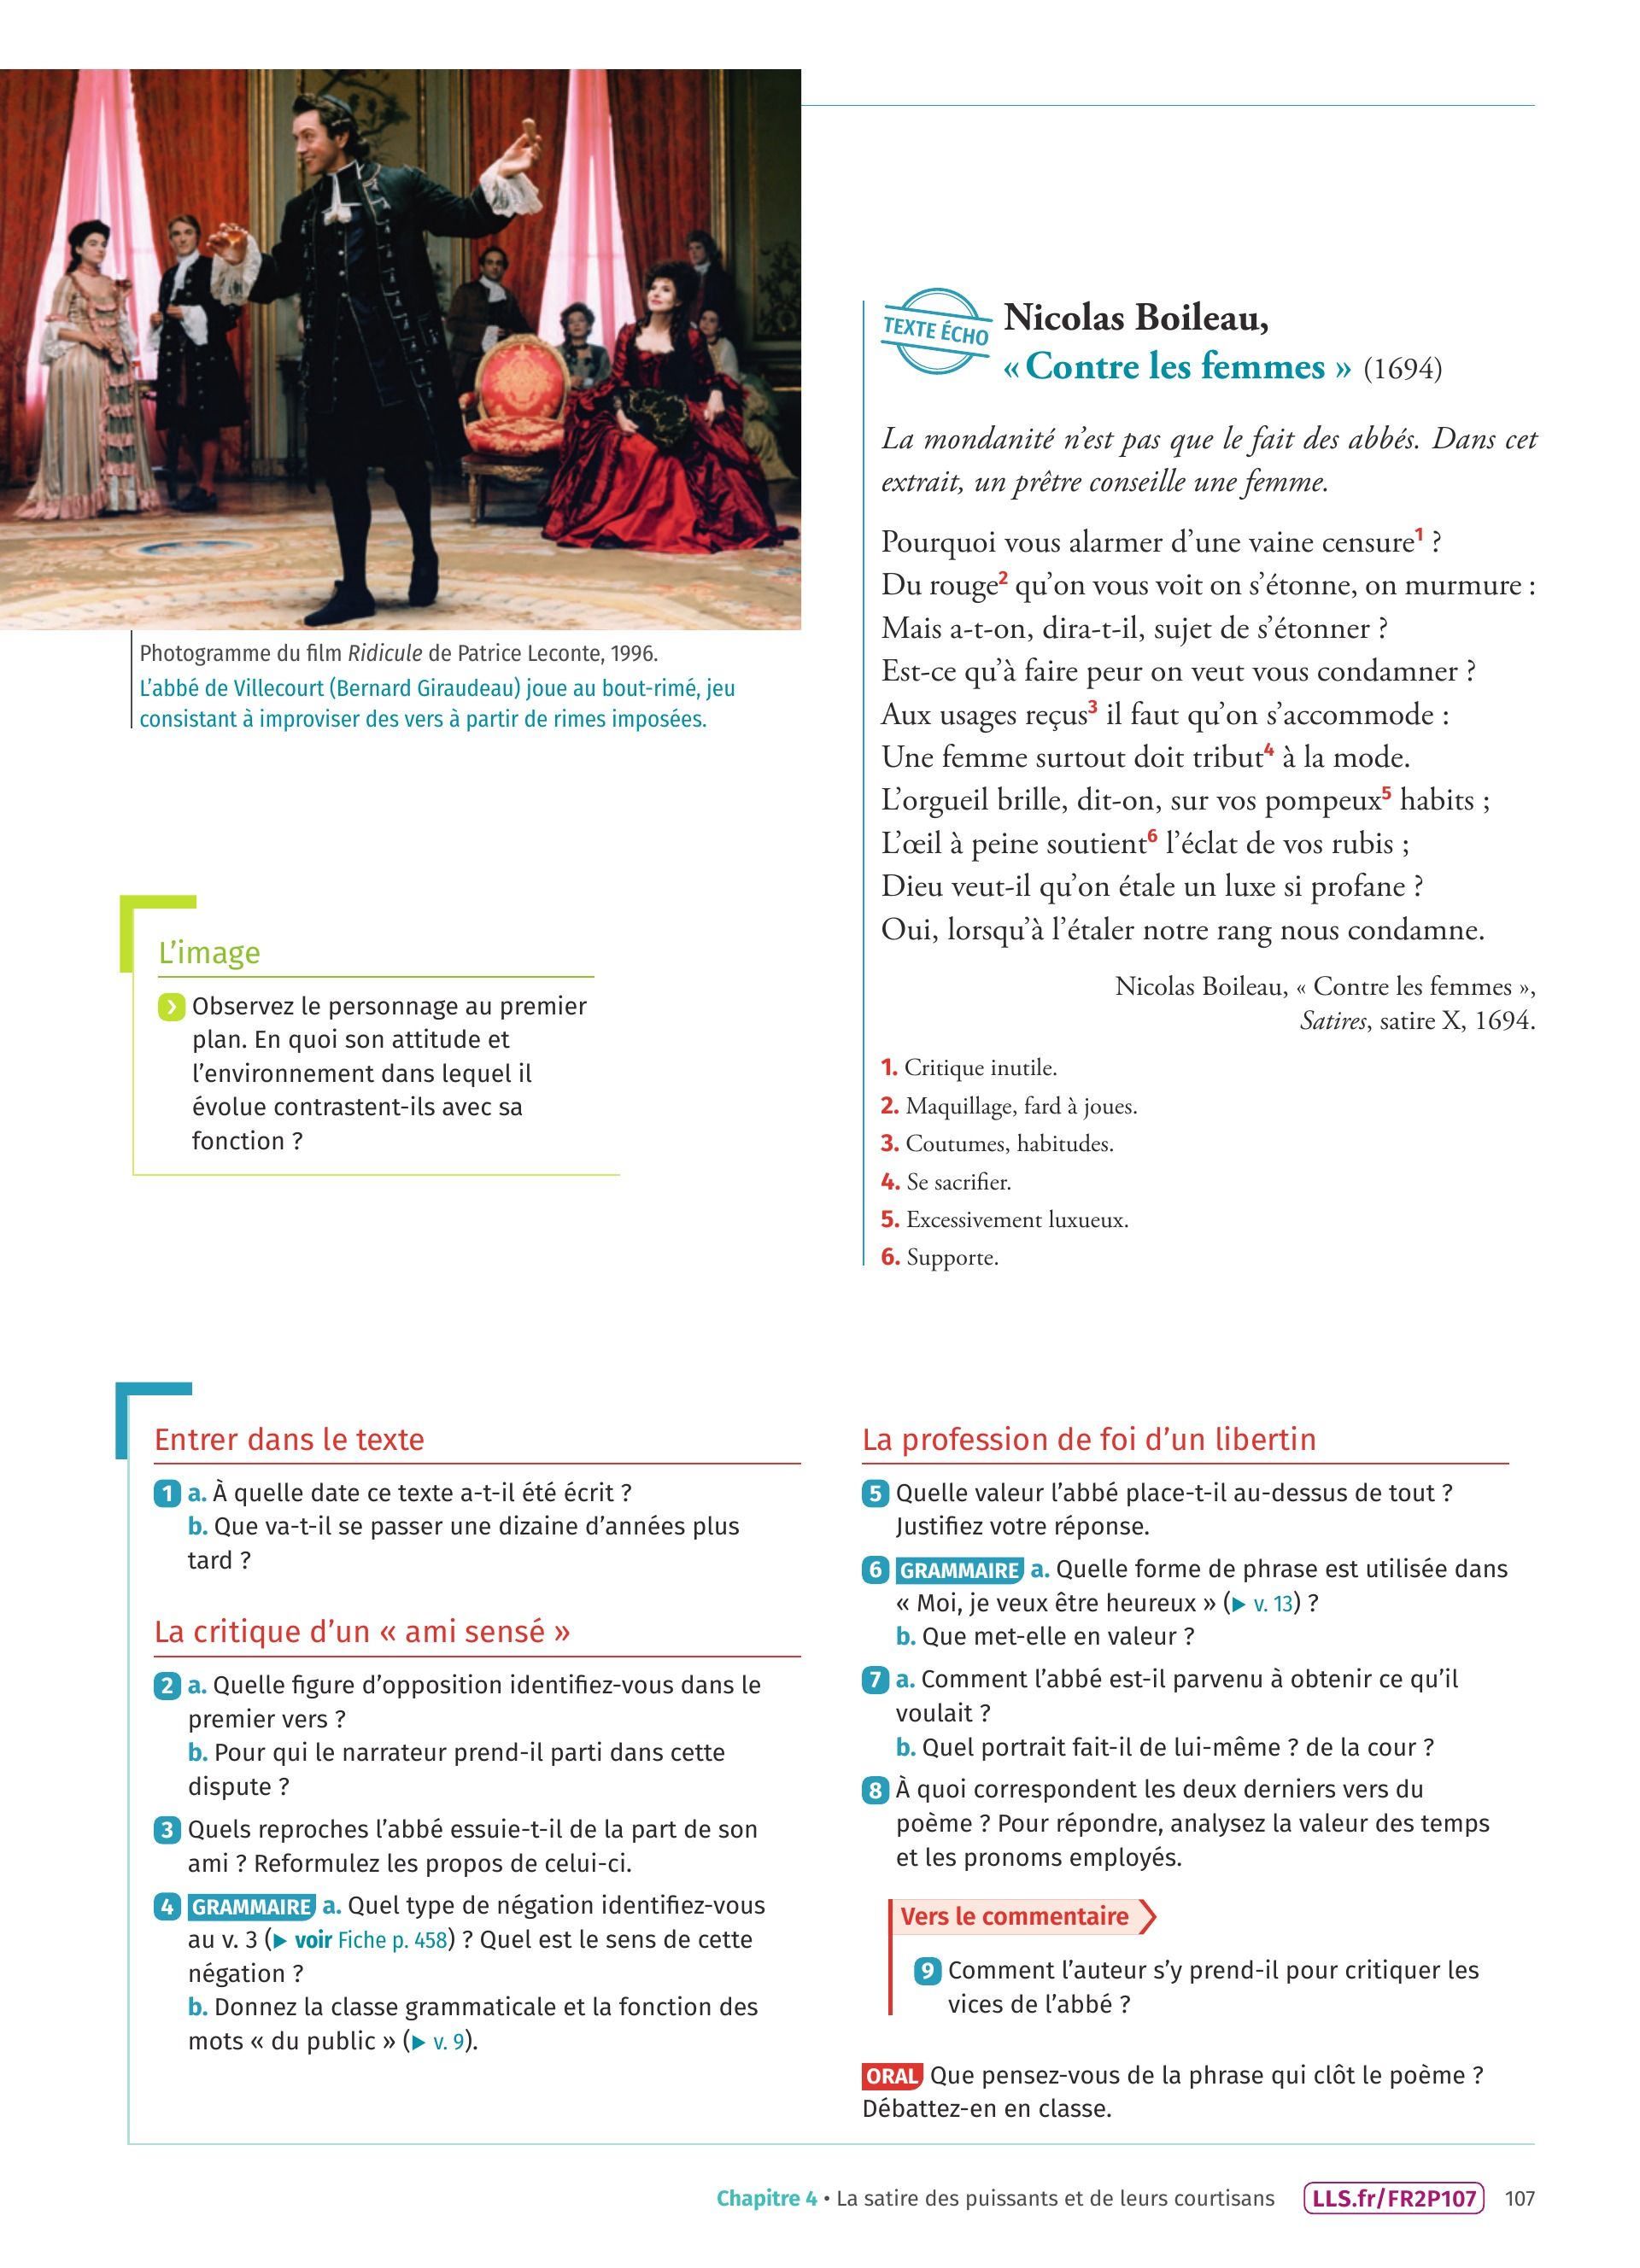 Photogramme du film Ridicule de Patrice Leconte, 1996.
L'abbé de Villecourt (Bernard Giraudeau) joue au bout-rimé, jeu
consistant à improviser des vers à partir de rimes imposées.
L'image
Observez le personnage au premier
plan. En quoi son attitude et
l'environnement dans lequel il
évolue contrastent-ils avec sa
fonction ?
TEXTE ÉCHO
Nicolas Boileau,
« Contre les femmes » (1694)
La mondanité n'est pas que le fait des abbés. Dans cet
extrait, un prêtre conseille une femme.
Pourquoi vous alarmer d'une vaine censure1 ?
Du rouge2 qu'on vous voit on s'étonne, on murmure :
Mais a-t-on, dira-t-il, sujet de s'étonner ?
Est-ce qu'à faire peur on veut vous condamner ?
Aux usages reçus3 il faut qu'on s'accommode :
Une femme surtout doit tribut4 à la mode.
L'orgueil brille, dit-on, sur vos pompeux5 habits ;
L'œil à peine soutient6 l'éclat de vos rubis ;
Dieu veut-il qu'on étale un luxe si profane ?
Oui, lorsqu'à l'étaler notre rang nous condamne.
Nicolas Boileau, « Contre les femmes »,
Satires, satire X, 1694.
1. Critique inutile.
2. Maquillage, fard à joues.
3. Coutumes, habitudes.
4. Se sacrifier.
5. Excessivement luxueux.
6. Supporte.
Entrer dans le texte
1 a. À quelle date ce texte a-t-il été écrit ?
b. Que va-t-il se passer une dizaine d'années plus
tard ?
La critique d'un « ami sensé »
2 a. Quelle figure d'opposition identifiez-vous dans le
premier vers ?
b. Pour qui le narrateur prend-il parti dans cette
dispute ?
3 Quels reproches l'abbé essuie-t-il de la part de son
ami ? Reformulez les propos de celui-ci.
4 GRAMMAIRE a. Quel type de négation identifiez-vous
au v. 3 (▶ voir Fiche p. 458) ? Quel est le sens de cette
négation ?
b. Donnez la classe grammaticale et la fonction des
mots « du public » (▶ v. 9).
La profession de foi d'un libertin
5 Quelle valeur l'abbé place-t-il au-dessus de tout ?
Justifiez votre réponse.
6 GRAMMAIRE a. Quelle forme de phrase est utilisée dans
« Moi, je veux être heureux » (▶ v. 13) ?
b. Que met-elle en valeur ?
7 a. Comment l'abbé est-il parvenu à obtenir ce qu'il
voulait ?
b. Quel portrait fait-il de lui-même ? de la cour ?
8 À quoi correspondent les deux derniers vers du
poème ? Pour répondre, analysez la valeur des temps
et les pronoms employés.
Vers le commentaire
9 Comment l'auteur s'y prend-il pour critiquer les
vices de l'abbé ?
ORAL Que pensez-vous de la phrase qui clôt le poème ?
Débattez-en en classe.
Chapitre 4 • La satire des puissants et de leurs courtisans LLS.fr/FR2P107 107